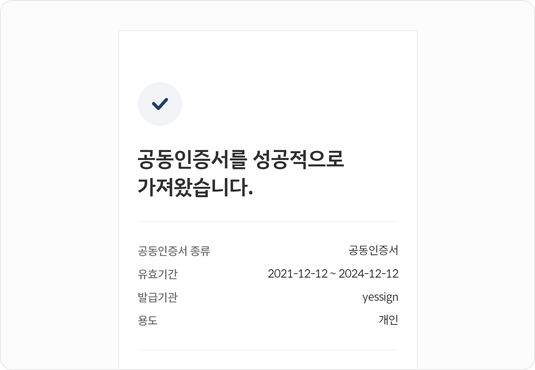 공동인증서를 성공적으로
가져왔습니다.
공동인증서 종류 공동인증서
유효기간 2021-12-12 ~ 2024-12-12
발급기관 yessign
용도 개인